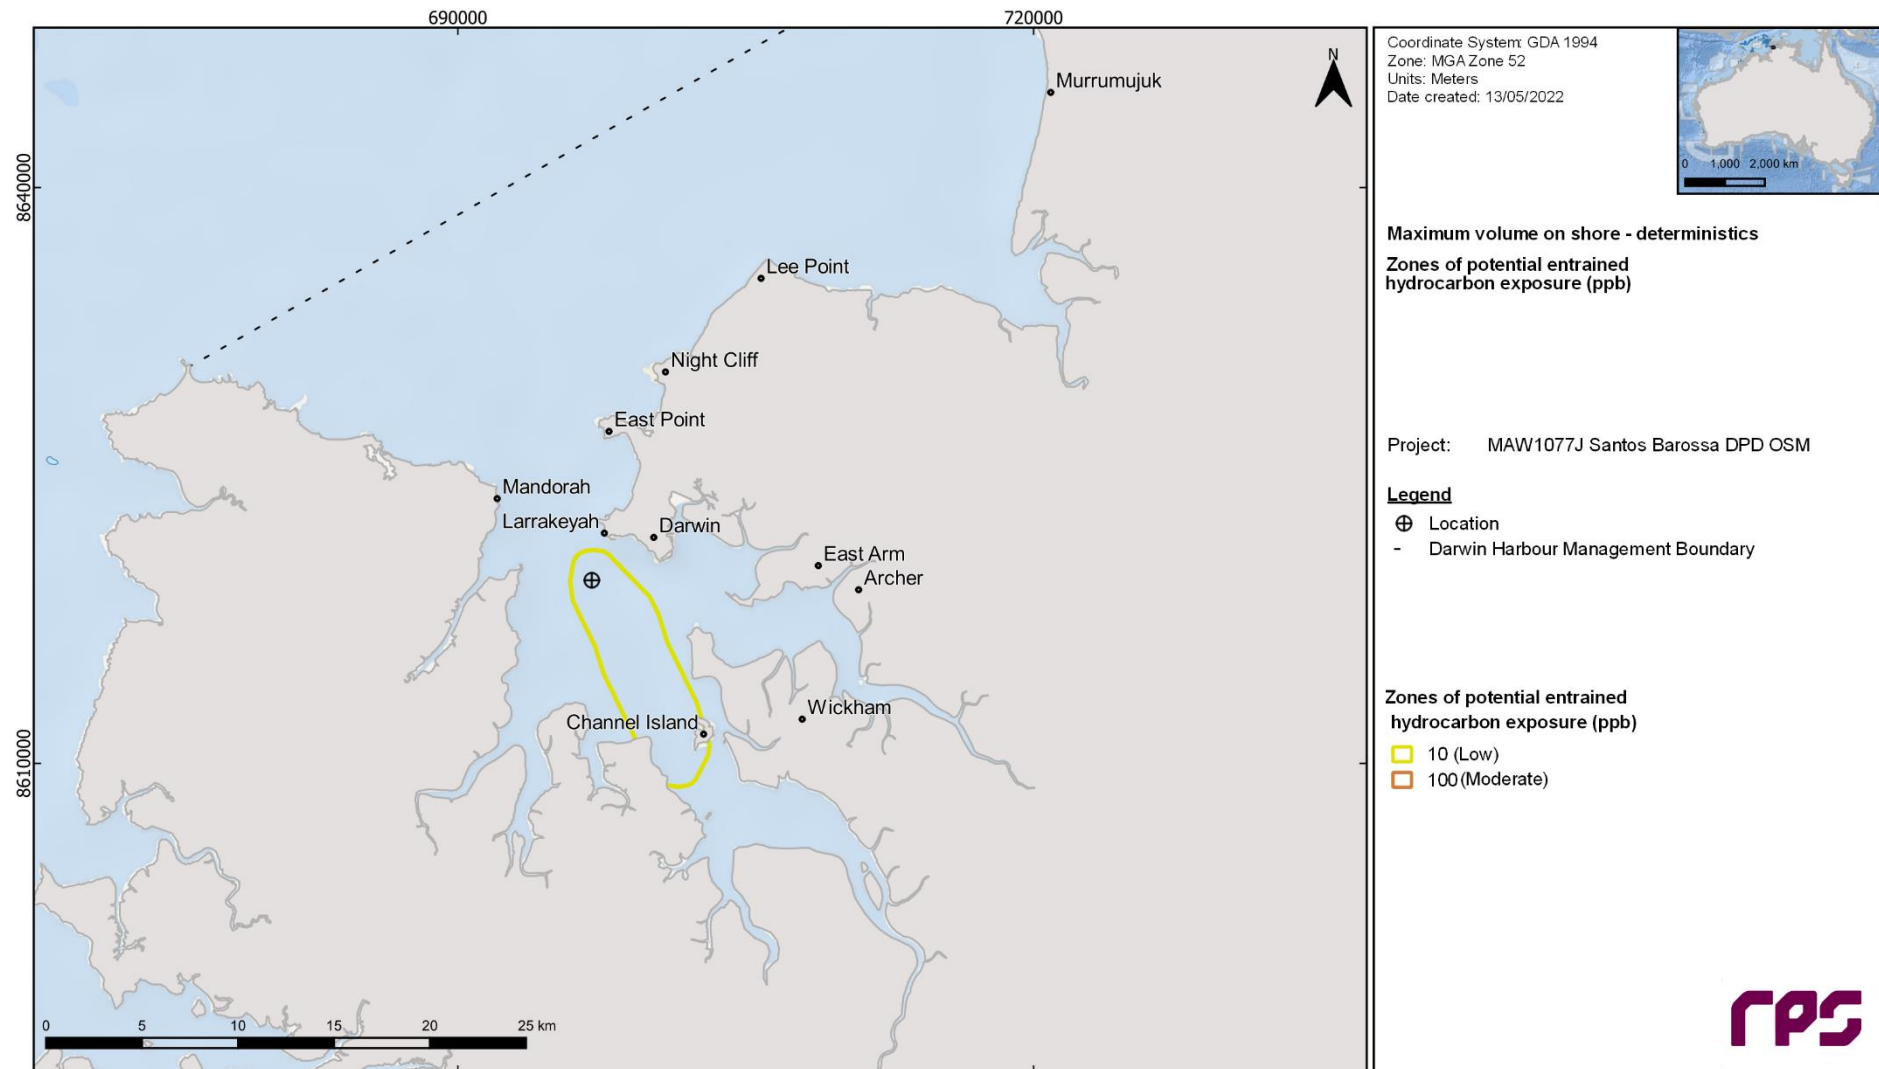 690000
720000
8640000
8610000
N
Murrumujuk
Lee Point
Night Cliff
East Point
Mandorah
Larrakeyah
Darwin
East Arm
Archer
Channel Island
Wickham
0 5 10 15 20 25 km
Coordinate System: GDA 1994
Zone: MGA Zone 52
Units: Meters
Date created: 13/05/2022
0 1,000 2,000 km
Maximum volume on shore - deterministics
Zones of potential entrained
hydrocarbon exposure (ppb)
Project: MAW1077J Santos Barossa DPD OSM
Legend
Location
- Darwin Harbour Management Boundary
Zones of potential entrained
hydrocarbon exposure (ppb)
10 (Low)
100 (Moderate)
rps